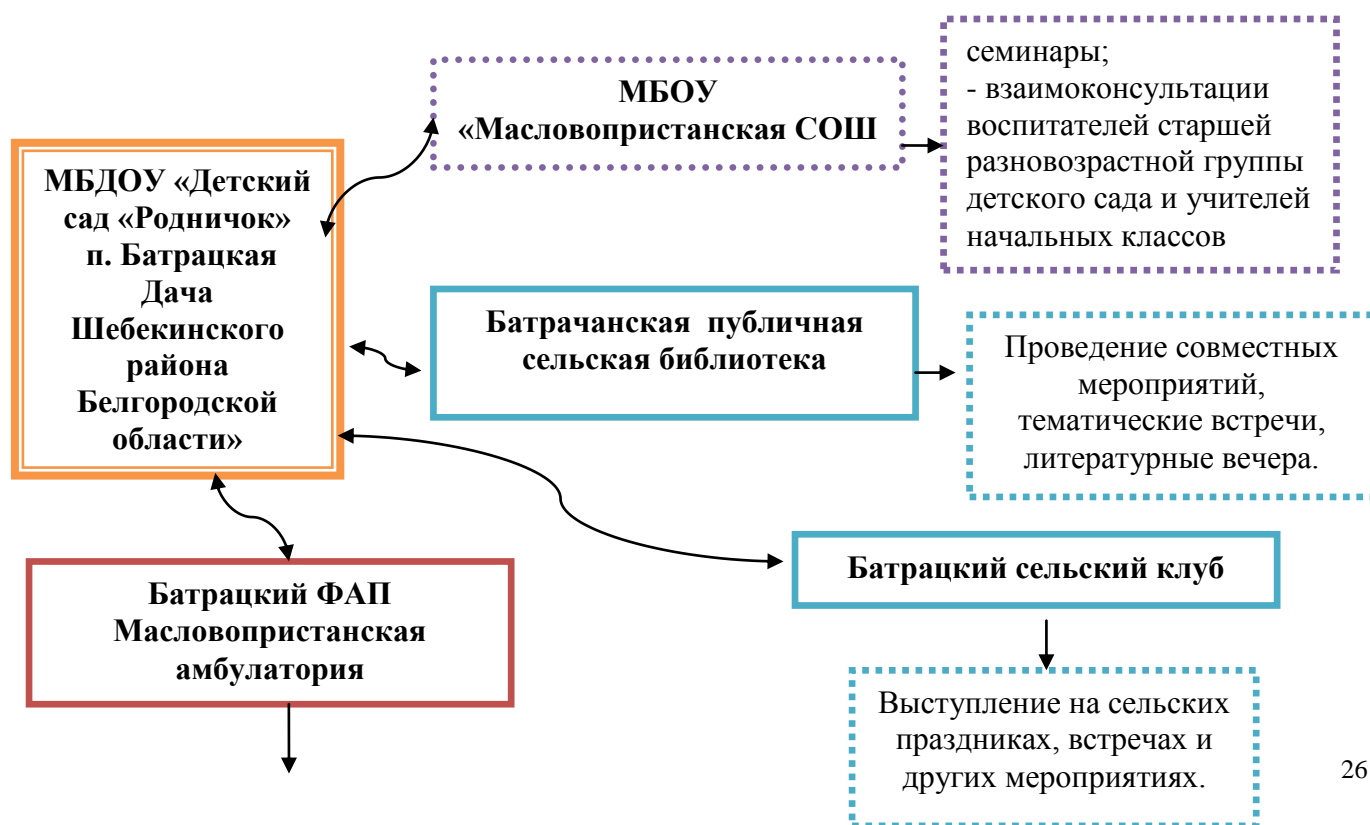 МБДОУ «Детский
сад «Родничок»
п. Батрацкая
Дача
Шебекинского
района
Белгородской
области»
МБОУ
«Масловопристанская СОШ
семинары;
- взаимоконсультации
воспитателей старшей
разновозрастной группы
детского сада и учителей
начальных классов
Батрачанская публичная
сельская библиотека
Проведение совместных
мероприятий,
тематические встречи,
литературные вечера.
Батрацкий сельский клуб
Батрацкий ФАП
Масловопристанская
амбулатория
Выступление на сельских
праздниках, встречах и
других мероприятиях.
26